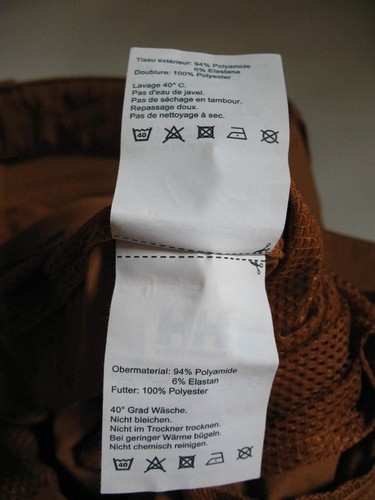 Tissu extérieur: 94% Polyamide
6% Elastane
Doublure: 100% Polyester
Lavage 40° C.
Pas d'eau de javel.
Pas de séchage en tambour.
Repassage doux.
Pas de nettoyage à sec.
40
Obermaterial: 94% Polyamide
6% Elastan
Futter: 100% Polyester
40° Grad Wäsche.
Nicht bleichen.
Nicht im Trockner trocknen.
Bei geringer Wärme bügeln.
Nicht chemisch reinigen.
40